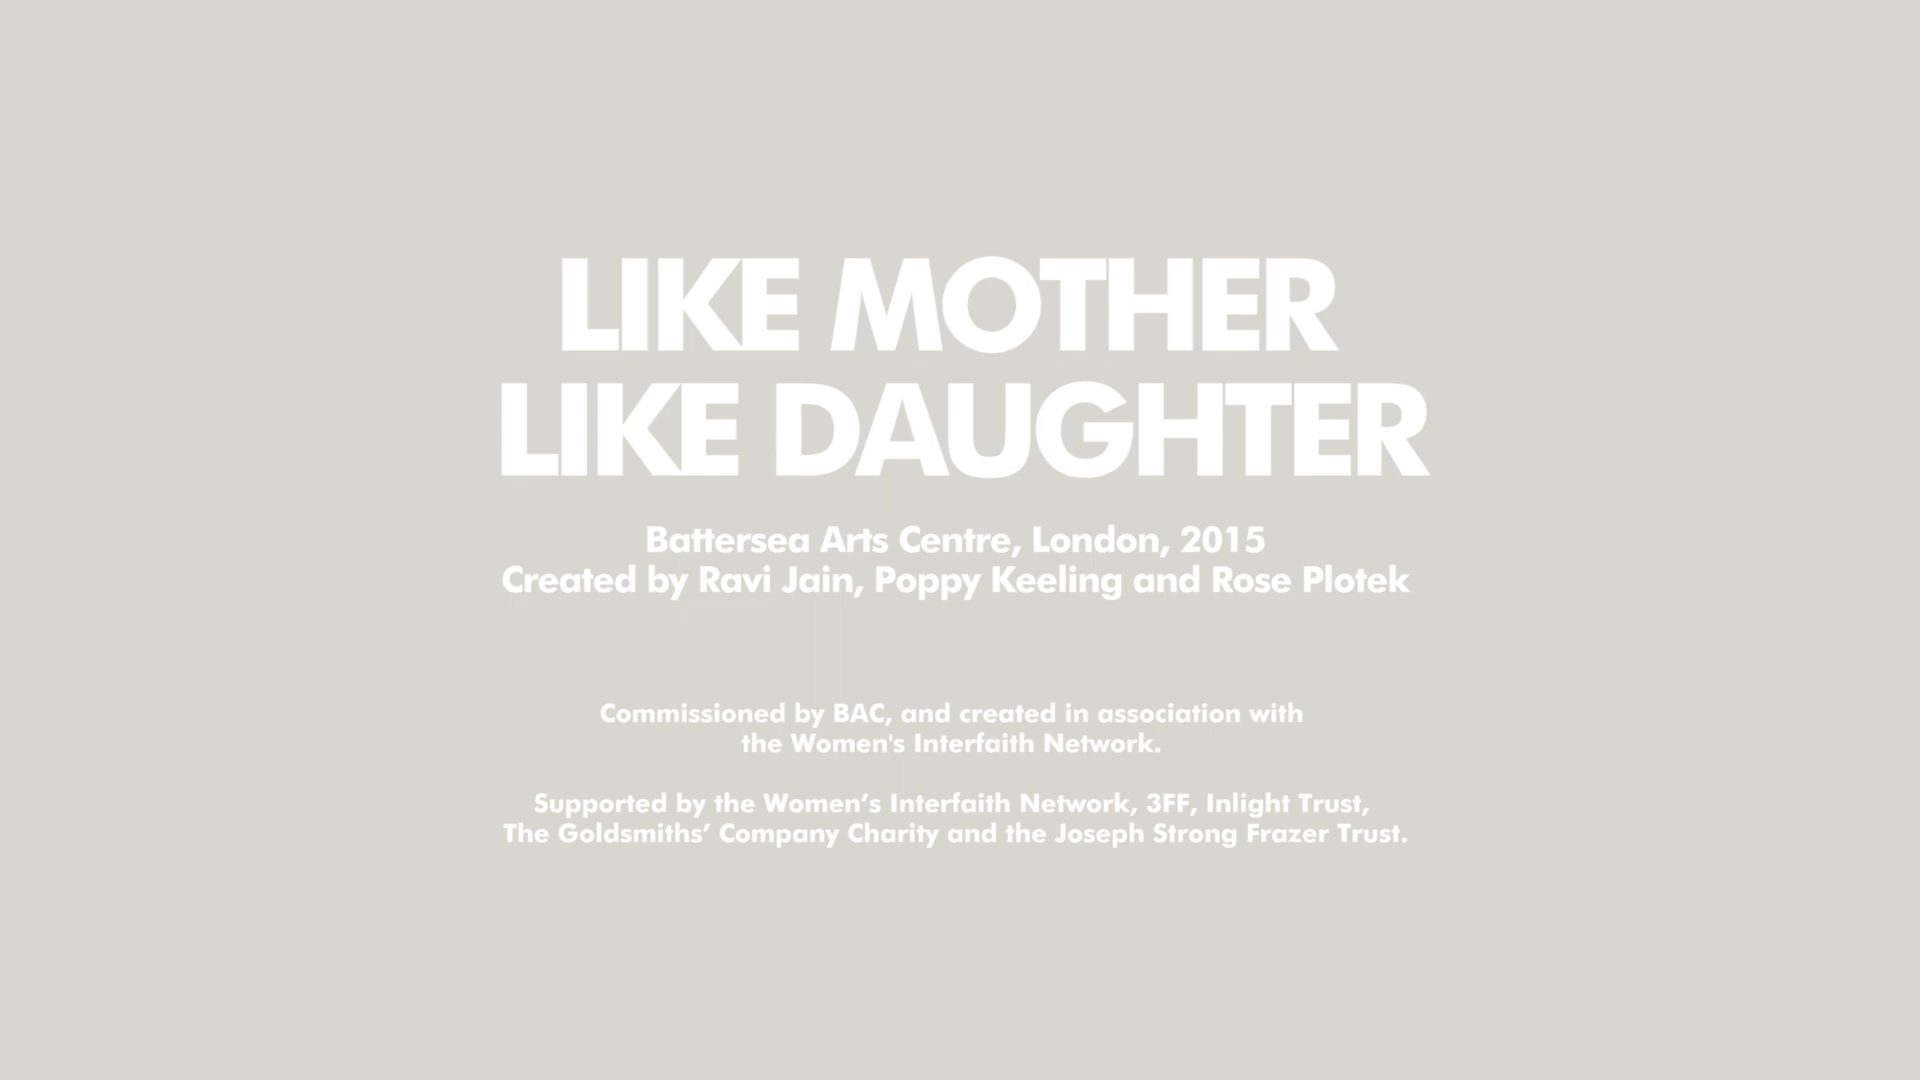 LIKE MOTHER
LIKE DAUGHTER
Battersea Arts Centre, London, 2015
Created by Ravi Jain, Poppy Keeling and Rose Plotek
Commissioned by BAC, and created in association with
the Women's Interfaith Network.
Supported by the Women’s Interfaith Network, 3FF, Inlight Trust,
The Goldsmiths’ Company Charity and the Joseph Strong Frazer Trust.